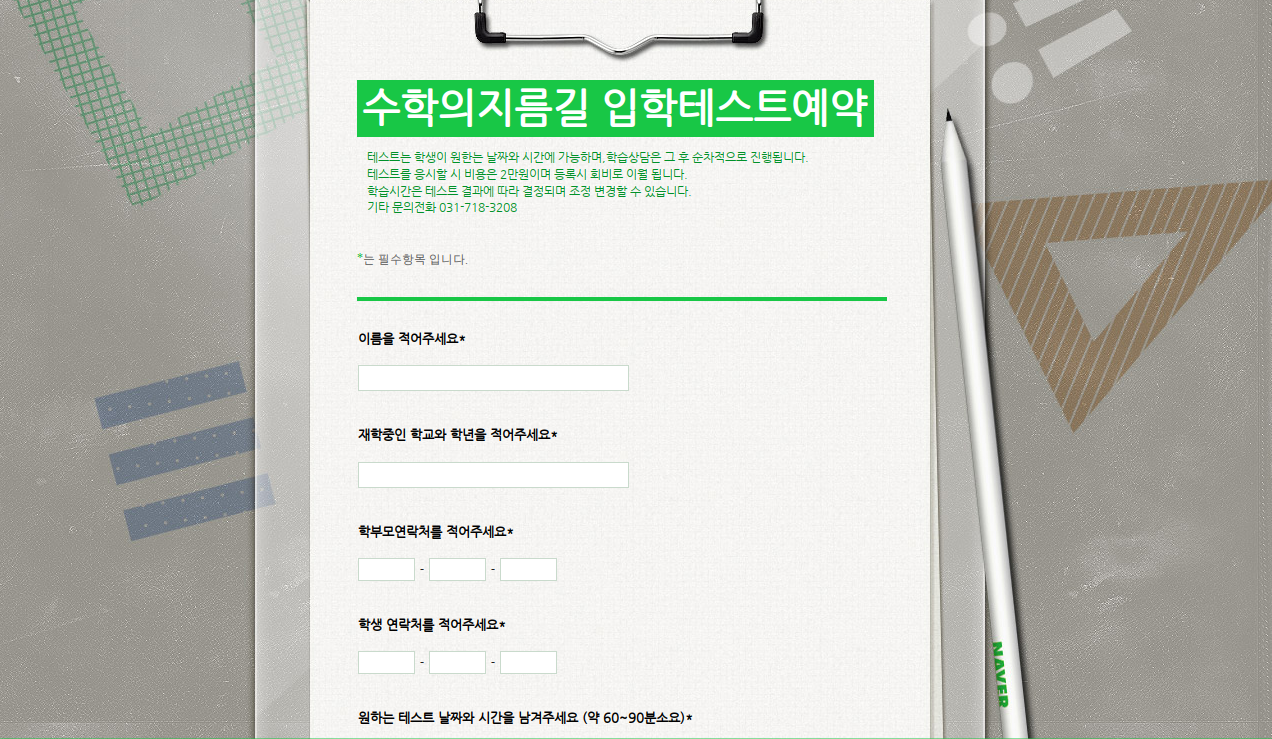 수학의지름길 입학테스트예약
테스트는 학생이 원한는 날짜와 시간에 가능하며,학습상담은 그 후 순차적으로 진행됩니다.
테스트를 응시할 시 비용은 2만원이며 등록시 회비로 이월 됩니다.
학습시간은 테스트 결과에 따라 결정되며 조정 변경할 수 있습니다.
기타 문의전화 031-718-3208
*는 필수항목 입니다.
이름을 적어주세요*
재학중인 학교와 학년을 적어주세요*
학부모연락처를 적어주세요*
- -
학생 연락처를 적어주세요*
- -
원하는 테스트 날짜와 시간을 남겨주세요 (약 60~90분소요)*
NAVER